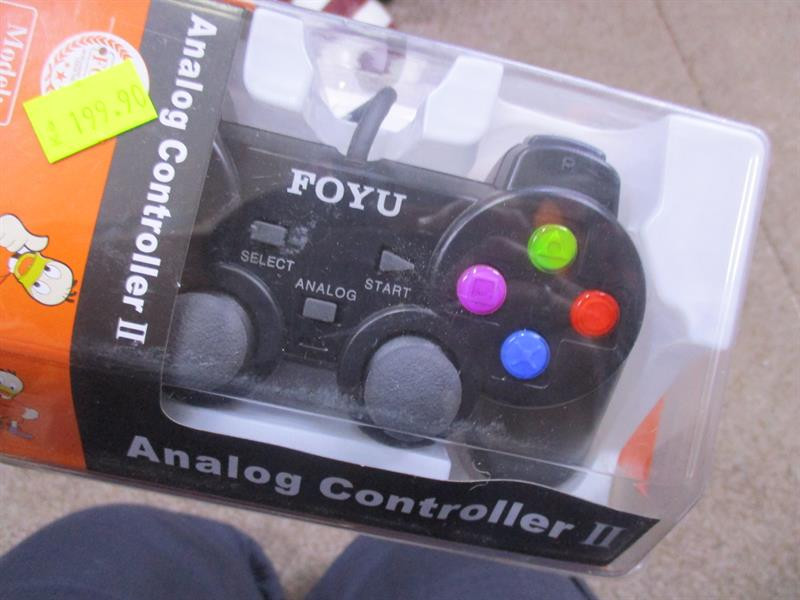 Model:
199.90
Analog Controller II
FOYU
SELECT
START
ANALOG
R
Analog Controller II